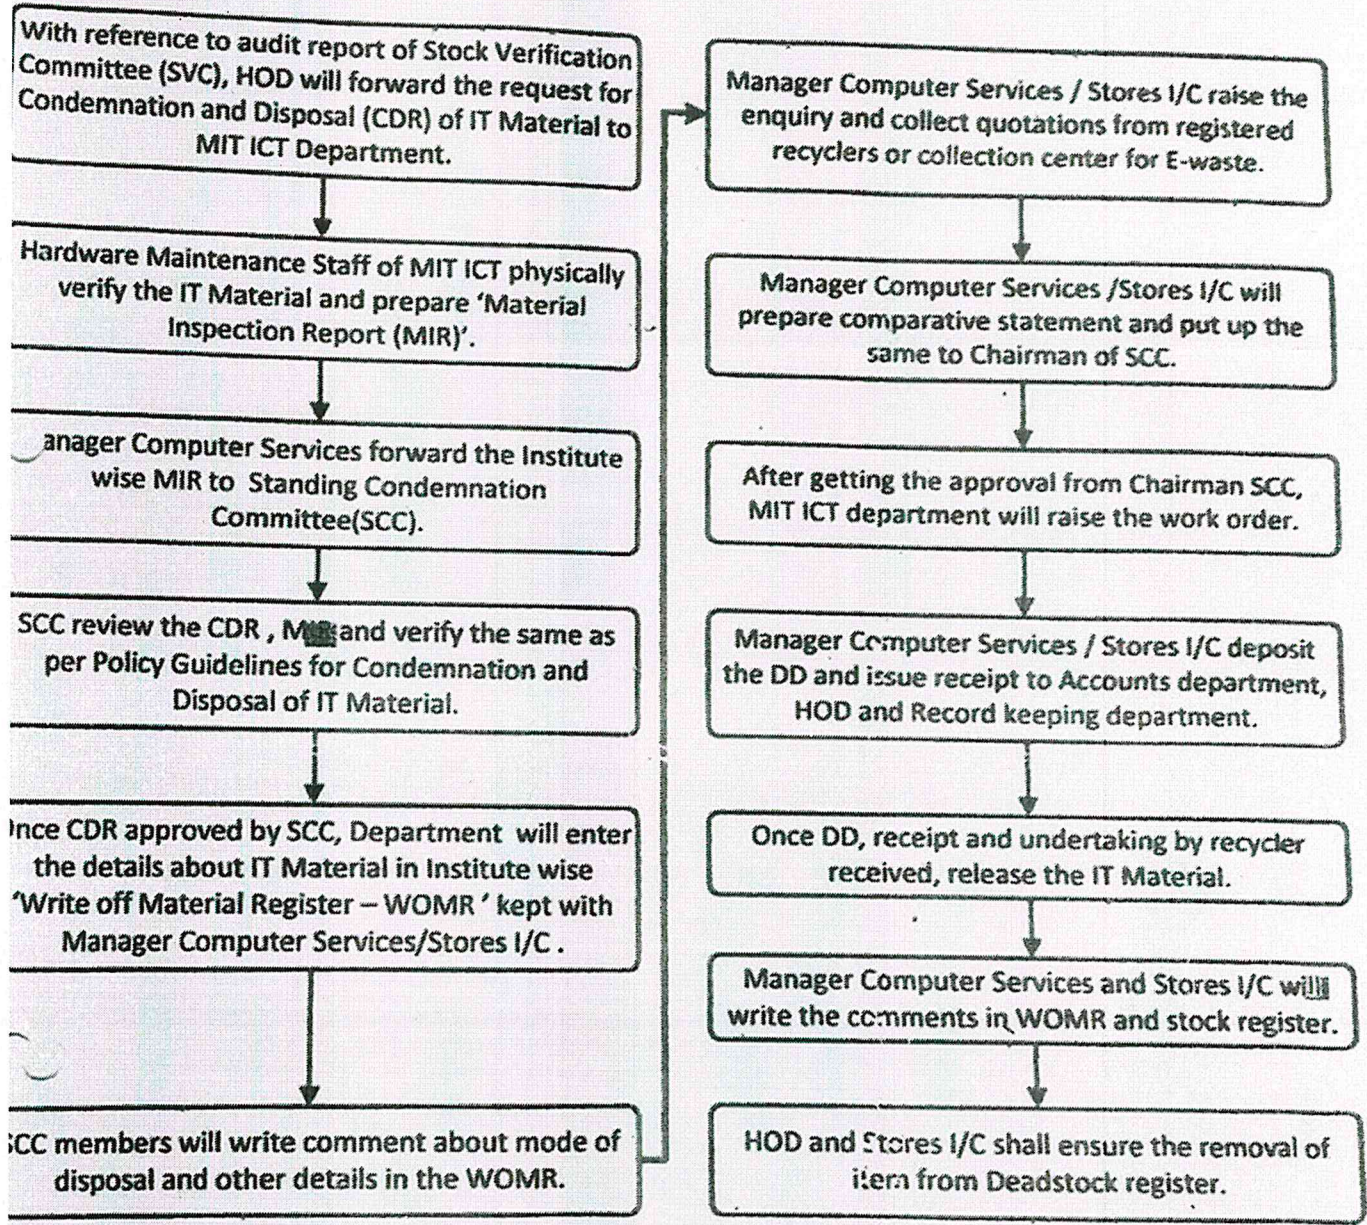 With reference to audit report of Stock Verification
Committee (SVC), HOD will forward the request for
Condemnation and Disposal (CDR) of IT Material to
MIT ICT Department.
Hardware Maintenance Staff of MIT ICT physically
verify the IT Material and prepare ‘Material
Inspection Report (MIR)’.
anager Computer Services forward the Institute
wise MIR to Standing Condemnation
Committee(SCC).
SCC review the CDR , MIR and verify the same as
per Policy Guidelines for Condemnation and
Disposal of IT Material.
nce CDR approved by SCC, Department will enter
the details about IT Material in Institute wise
‘Write off Material Register – WOMR ’ kept with
Manager Computer Services/Stores I/C .
SCC members will write comment about mode of
disposal and other details in the WOMR.
Manager Computer Services / Stores I/C raise the
enquiry and collect quotations from registered
recyclers or collection center for E-waste.
Manager Computer Services /Stores I/C will
prepare comparative statement and put up the
same to Chairman of SCC.
After getting the approval from Chairman SCC,
MIT ICT department will raise the work order.
Manager Computer Services / Stores I/C deposit
the DD and issue receipt to Accounts department,
HOD and Record keeping department.
Once DD, receipt and undertaking by recycler
received, release the IT Material.
Manager Computer Services and Stores I/C will
write the comments in WOMR and stock register.
HOD and Stores I/C shall ensure the removal of
item from Deadstock register.